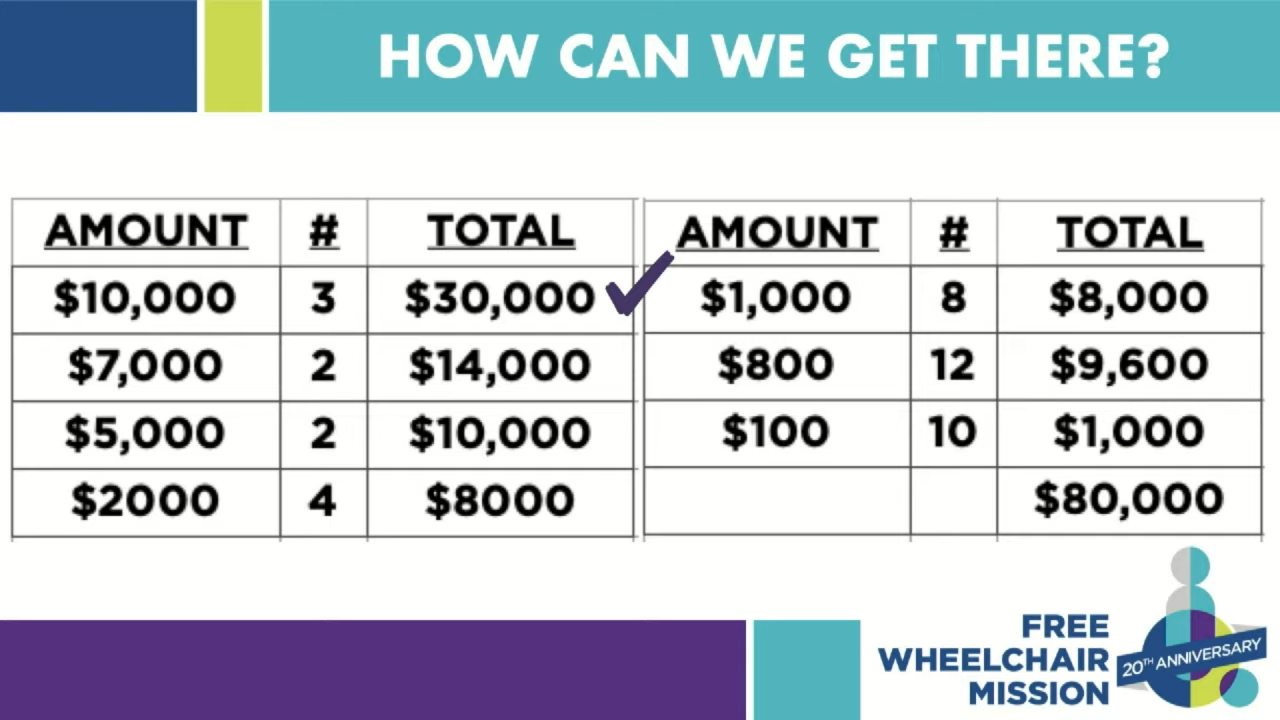 HOW CAN WE GET THERE?
AMOUNT # TOTAL
$10,000 3 $30,000
$7,000 2 $14,000
$5,000 2 $10,000
$2000 4 $8000
AMOUNT # TOTAL
$1,000 8 $8,000
$800 12 $9,600
$100 10 $1,000
$80,000
FREE
WHEELCHAIR
MISSION
20TH ANNIVERSARY